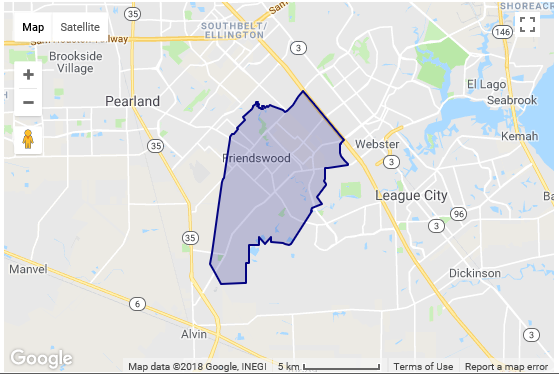 SHOREACR
Map Satellite
SOUTHBELT/
ELLINGTON
146
3
Brookside
Village
El Lago
Seabrook
Pearland
Kemah
35
Webster
Friendswood
3
Ba
League City
96
3
35
Manvel
Dickinson
6
Alvin
3
Google
Map data ©2018 Google, INEGI 5 km Terms of Use Report a map error